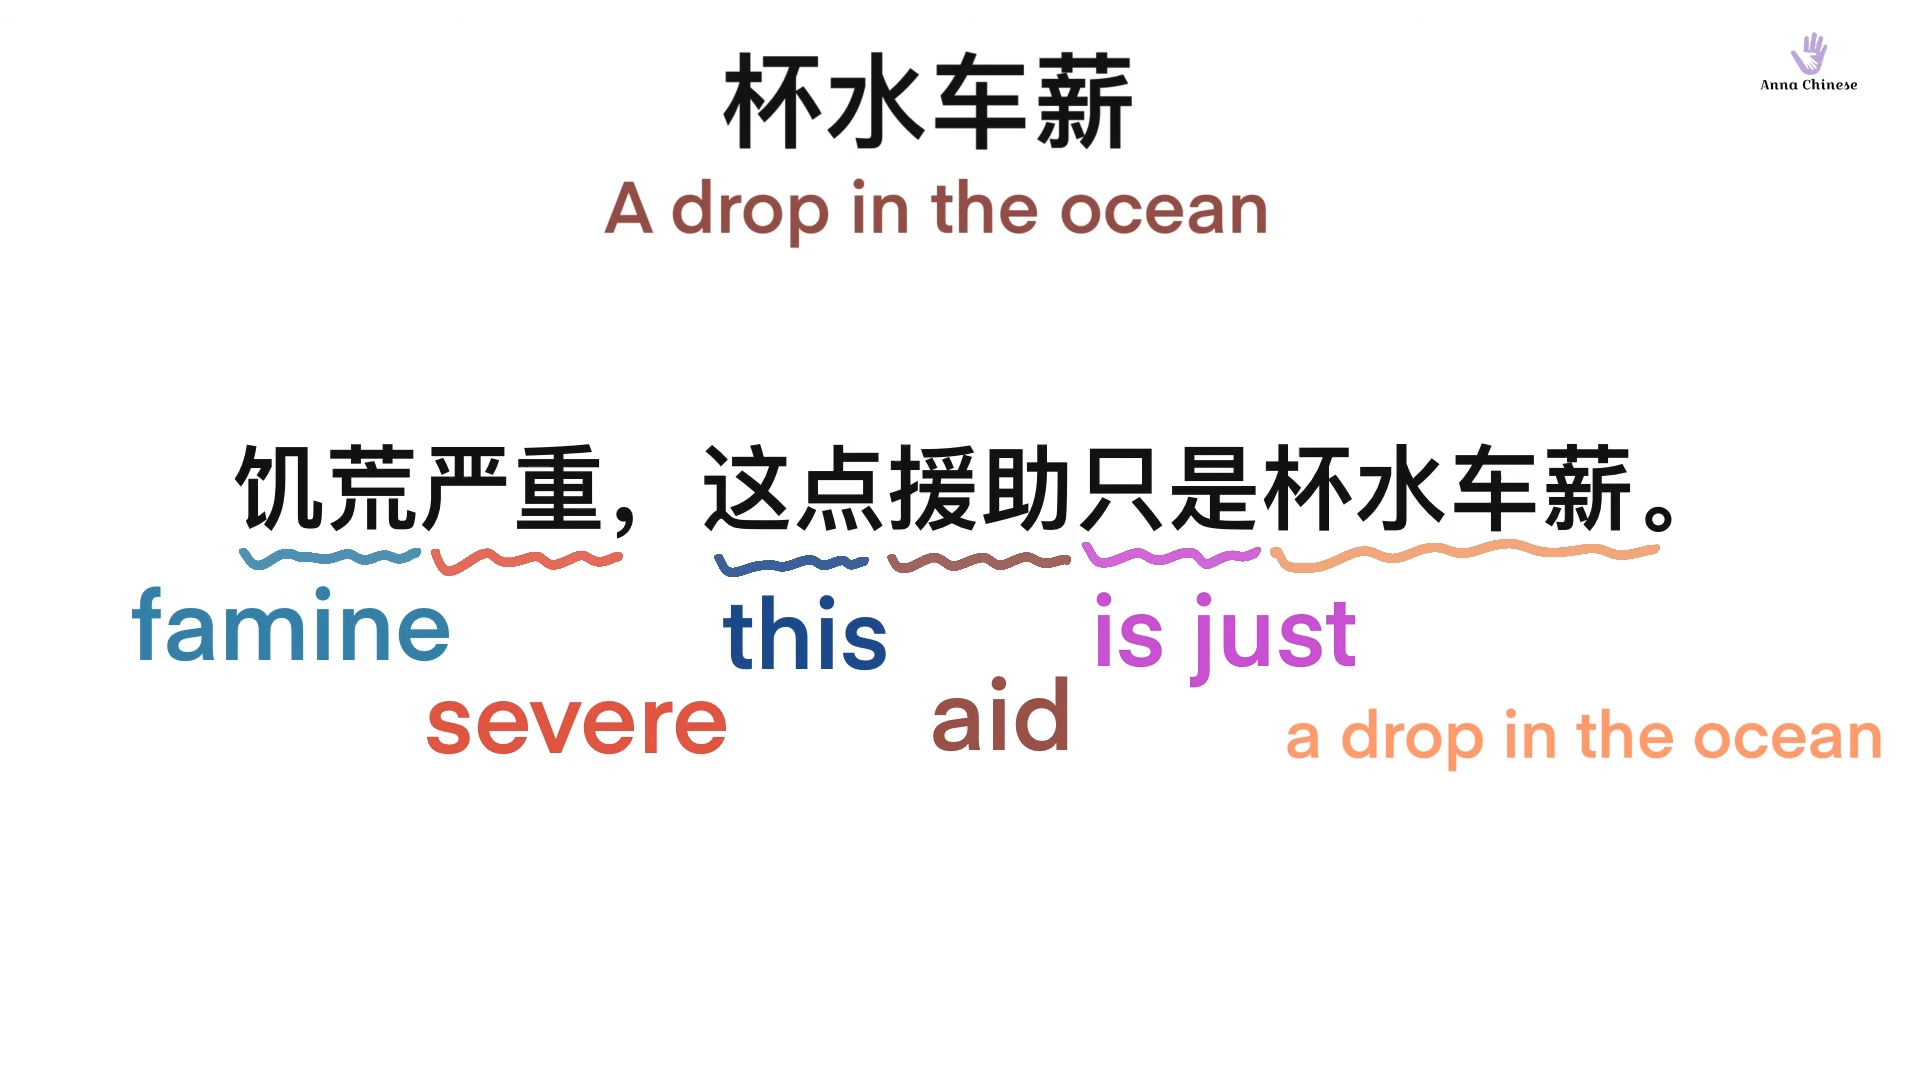 杯水车薪
Anna Chinese
A drop in the ocean
饥荒严重，这点援助只是杯水车薪。
famine this is just
severe aid a drop in the ocean